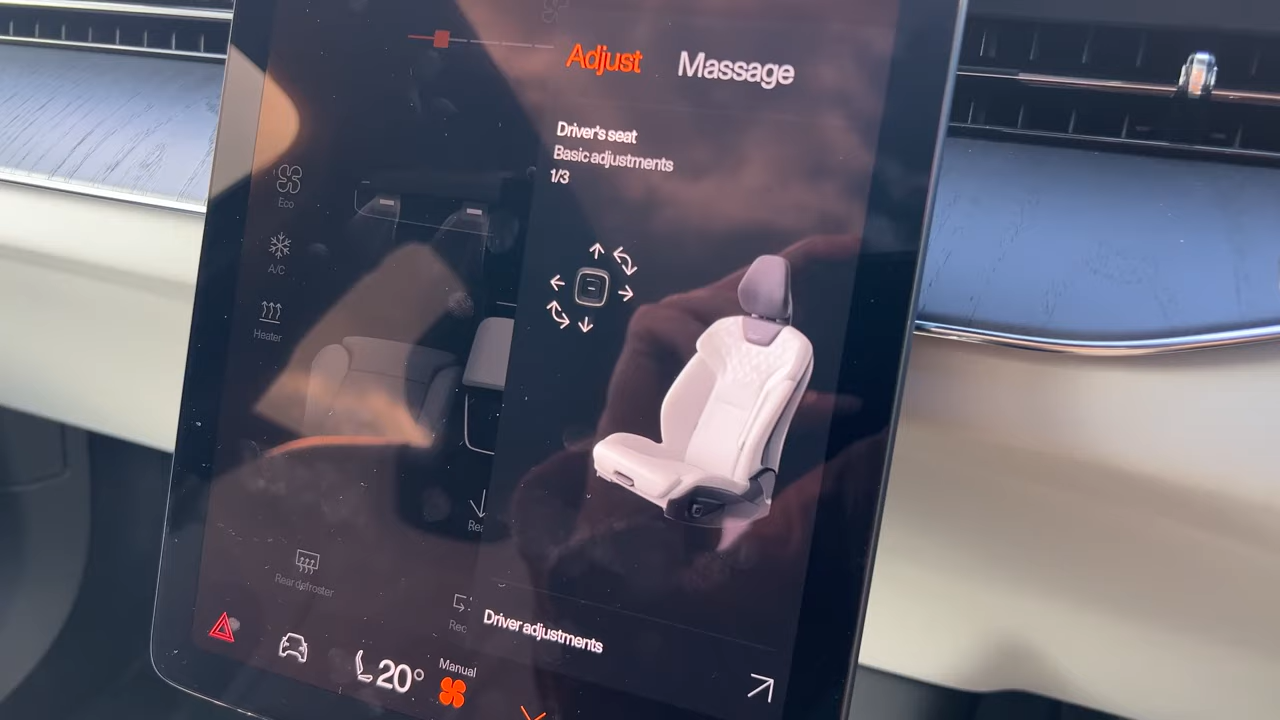 Adjust Massage
Driver's seat
Basic adjustments
1/3
Eco
A/C
Heater
Rear defroster
Driver adjustments
Manual
20°